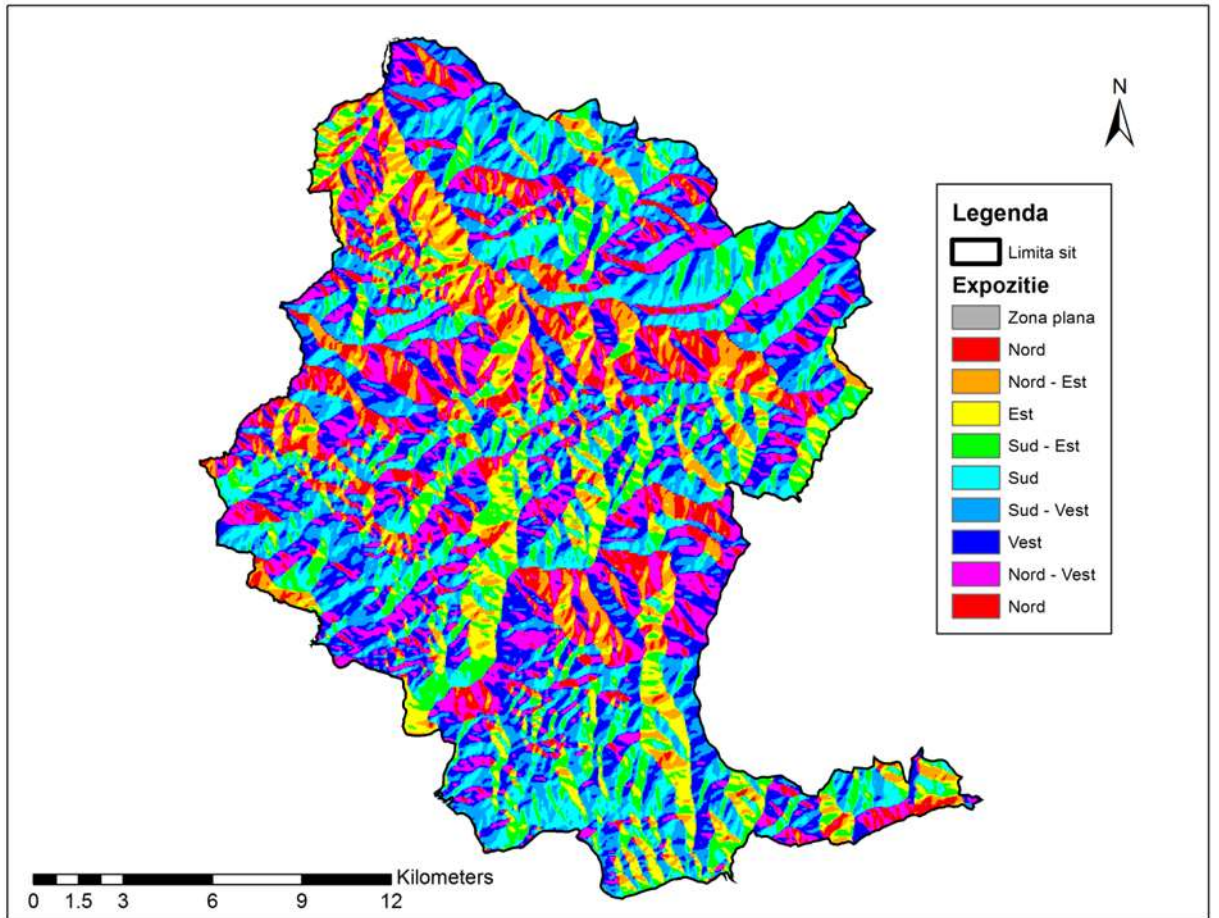 N
Legenda
Limita sit
Expozitie
Zona plana
Nord
Nord - Est
Est
Sud - Est
Sud
Sud - Vest
Vest
Nord - Vest
Nord
Kilometers
0 1.5 3 6 9 12